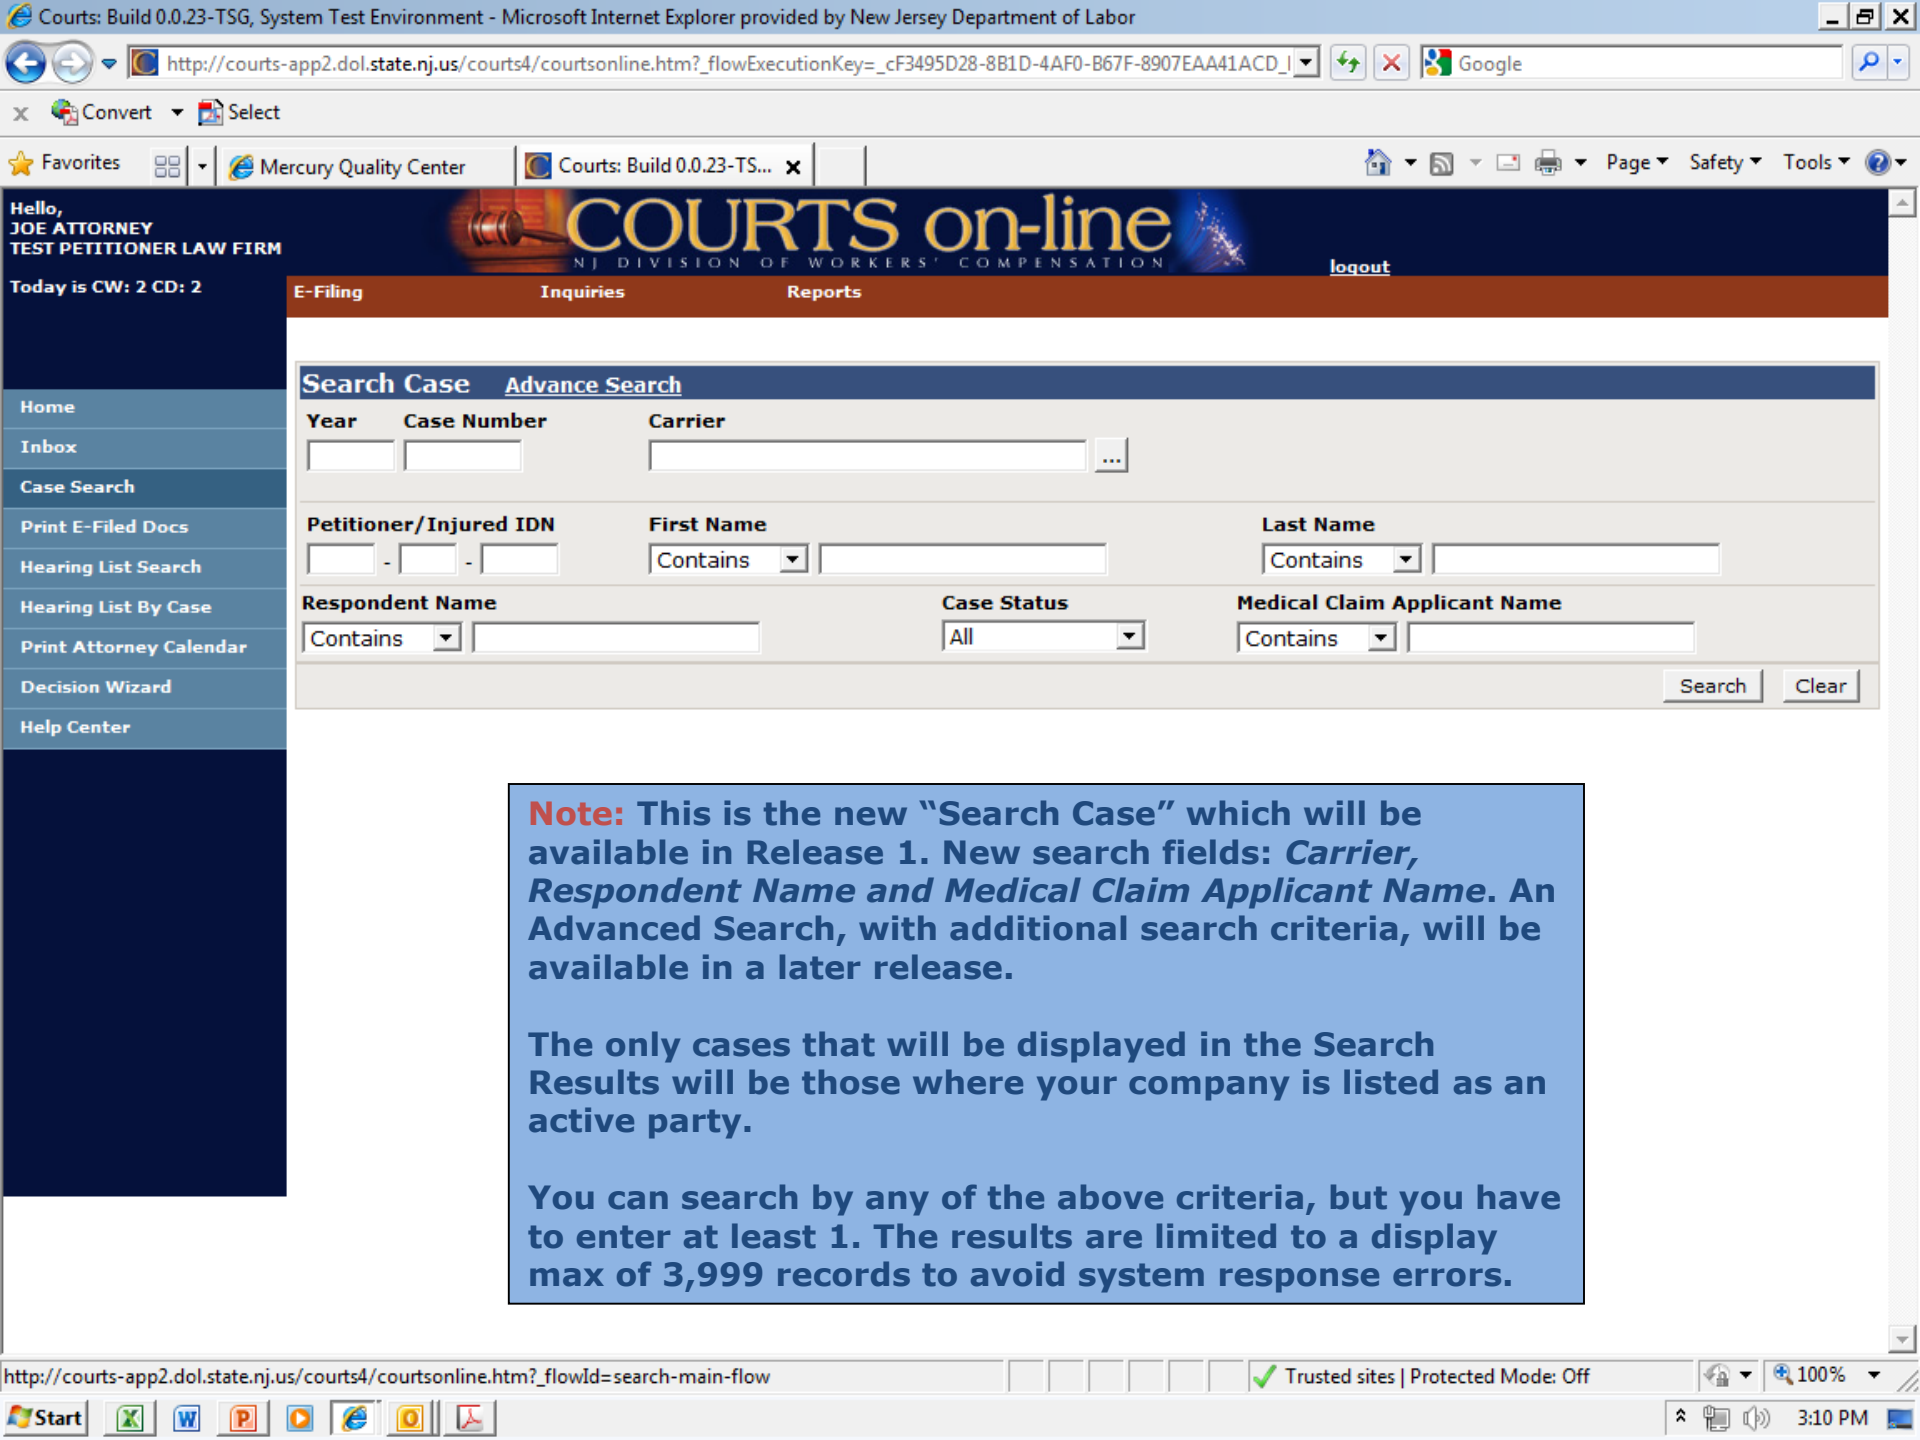 Courts: Build 0.0.23-TSG, System Test Environment - Microsoft Internet Explorer provided by New Jersey Department of Labor
http://courts-app2.dol.state.nj.us/courts4/courtsonline.htm?_flowExecutionKey=_cF3495D28-8B1D-4AF0-B67F-8907EAA41ACD_
Google
x Convert Select
Favorites Mercury Quality Center Courts: Build 0.0.23-TS... Page Safety Tools
Hello,
JOE ATTORNEY
TEST PETITIONER LAW FIRM
Today is CW: 2 CD: 2
COURTS on-line
NJ DIVISION OF WORKERS' COMPENSATION
logout
E-Filing Inquiries Reports
Home
Inbox
Case Search
Print E-Filed Docs
Hearing List Search
Hearing List By Case
Print Attorney Calendar
Decision Wizard
Help Center
Search Case Advance Search
Year Case Number Carrier
...
Petitioner/Injured IDN First Name Last Name
- - Contains Contains
Respondent Name Case Status Medical Claim Applicant Name
Contains All Contains
Search Clear
Note: This is the new “Search Case” which will be
available in Release 1. New search fields: Carrier,
Respondent Name and Medical Claim Applicant Name. An
Advanced Search, with additional search criteria, will be
available in a later release.
The only cases that will be displayed in the Search
Results will be those where your company is listed as an
active party.
You can search by any of the above criteria, but you have
to enter at least 1. The results are limited to a display
max of 3,999 records to avoid system response errors.
http://courts-app2.dol.state.nj.us/courts4/courtsonline.htm?_flowId=search-main-flow
Trusted sites | Protected Mode: Off
100%
Start
3:10 PM